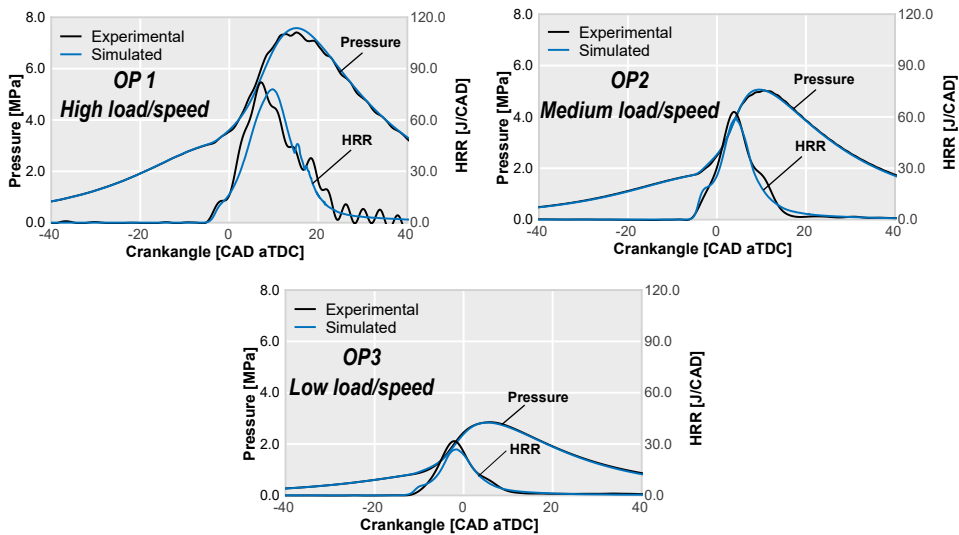 8.0
120.0
Experimental
Simulated
Pressure
6.0
90.0
OP 1
High load/speed
4.0
60.0
HRR
2.0
30.0
0.0
0.0
-40
-20
0
20
40
Pressure [MPa]
HRR [J/CAD]
Crankangle [CAD aTDC]
8.0
120.0
Experimental
Simulated
6.0
90.0
OP2
Medium load/speed
Pressure
4.0
60.0
HRR
2.0
30.0
0.0
0.0
-40
-20
0
20
40
Pressure [MPa]
HRR [J/CAD]
Crankangle [CAD aTDC]
8.0
120.0
Experimental
Simulated
6.0
90.0
OP3
Low load/speed
4.0
60.0
Pressure
HRR
2.0
30.0
0.0
0.0
-40
-20
0
20
40
Pressure [MPa]
HRR [J/CAD]
Crankangle [CAD aTDC]